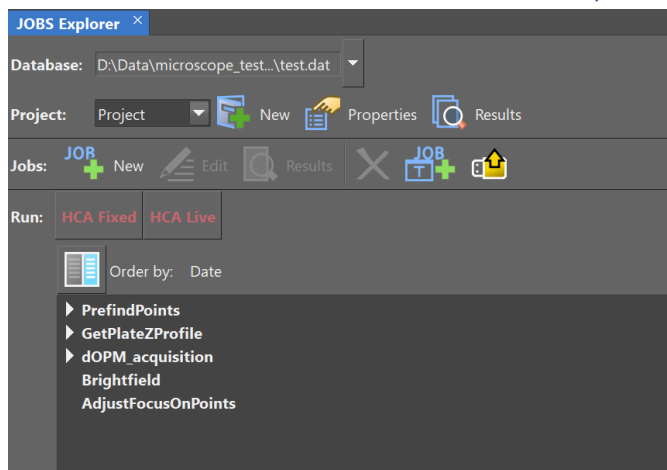 JOBS Explorer ×
Database: D:\Data\microscope_test...\test.dat
Project: Project New Properties Results
Jobs: JOB New Edit Results JOB T
Run: HCA Fixed HCA Live
Order by: Date
PrefindPoints
GetPlateZProfile
dOPM_acquisition
Brightfield
AdjustFocusOnPoints